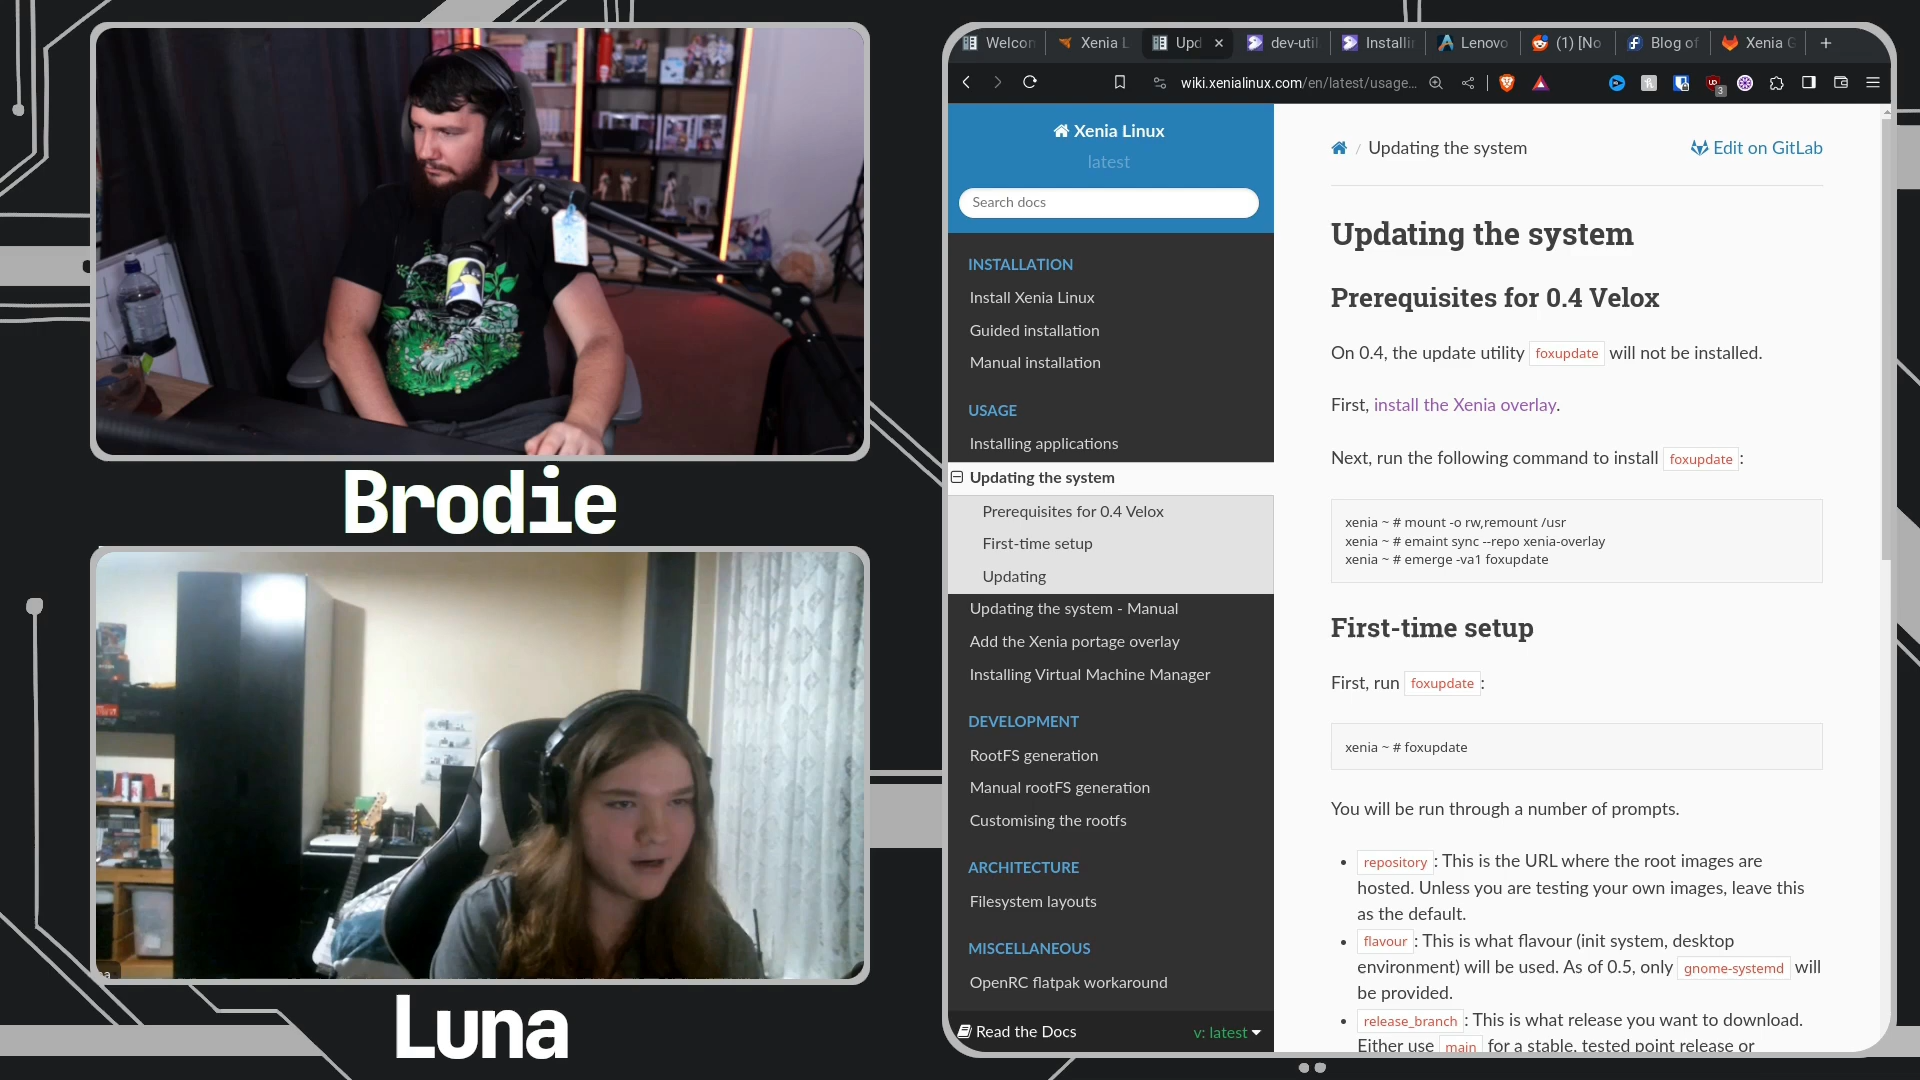 Brodie
Luna
Welcon
Xenia L
Upd
dev-util
Installin
Lenovo
(1) [No
Blog of
Xenia G
wiki.xenialinux.com/en/latest/usage...
3
Xenia Linux
latest
Search docs
INSTALLATION
Install Xenia Linux
Guided installation
Manual installation
USAGE
Installing applications
Updating the system
Prerequisites for 0.4 Velox
First-time setup
Updating
Updating the system - Manual
Add the Xenia portage overlay
Installing Virtual Machine Manager
DEVELOPMENT
RootFS generation
Manual rootFS generation
Customising the rootfs
ARCHITECTURE
Filesystem layouts
MISCELLANEOUS
OpenRC flatpak workaround
Read the Docs
v: latest
/ Updating the system
Edit on GitLab
Updating the system
Prerequisites for 0.4 Velox
On 0.4, the update utility foxupdate will not be installed.
First, install the Xenia overlay.
Next, run the following command to install foxupdate:
xenia ~ # mount -o rw,remount /usr
xenia ~ # emaint sync --repo xenia-overlay
xenia ~ # emerge -va1 foxupdate
First-time setup
First, run foxupdate:
xenia ~ # foxupdate
You will be run through a number of prompts.
• repository: This is the URL where the root images are
hosted. Unless you are testing your own images, leave this
as the default.
• flavour: This is what flavour (init system, desktop
environment) will be used. As of 0.5, only gnome-systemd will
be provided.
• release_branch: This is what release you want to download.
Either use main for a stable, tested point release or